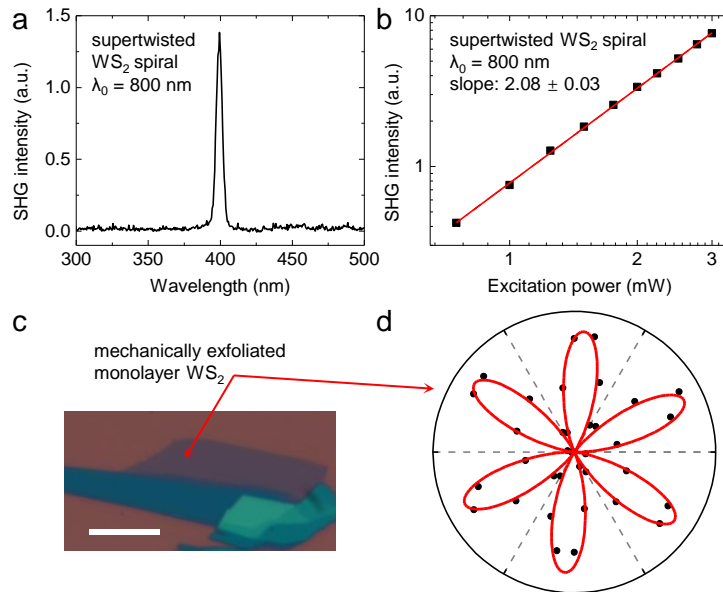 a
supertwisted
WS2 spiral
λ0 = 800 nm
SHG intensity (a.u.)
1.5
1.0
0.5
0.0
300 350 400 450 500
Wavelength (nm)
b
supertwisted WS2 spiral
λ0 = 800 nm
slope: 2.08 ± 0.03
SHG intensity (a.u.)
10
1
1 2 3
Excitation power (mW)
c
mechanically exfoliated
monolayer WS2
d